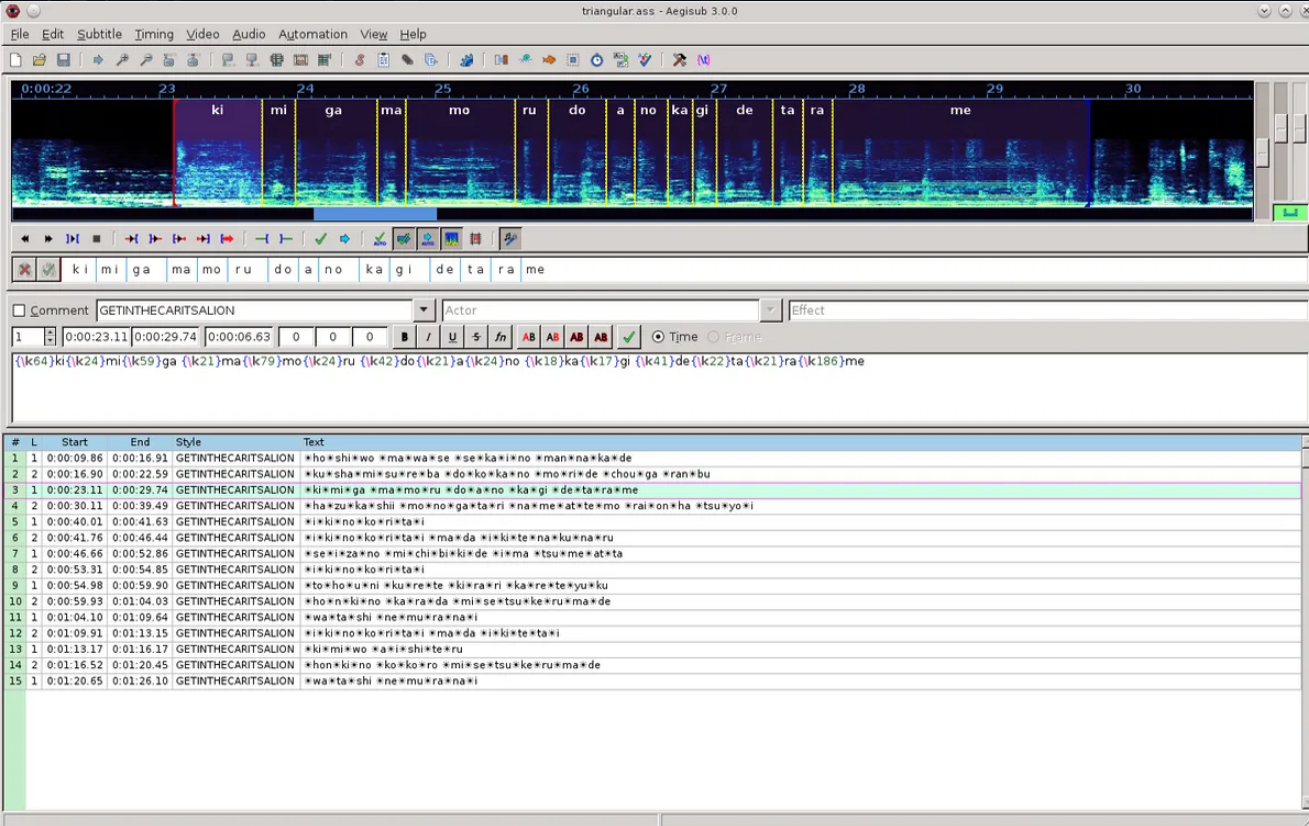 triangular.ass - Aegisub 3.0.0
File Edit Subtitle Timing Video Audio Automation View Help
0:00:22 23 24 25 26 27 28 29 30
ki mi ga ma mo ru do a no ka gi de ta ra me
ki mi ga ma mo ru do a no ka gi de ta ra me
Comment GETINTHECARITSALION Actor Effect
1 0:00:23.11 0:00:29.74 0:00:06.63 0 0 0 B I U S fn AB AB AB AB Time Frame
{\k64}ki{\k24}mi{\k59}ga {\k21}ma{\k79}mo{\k24}ru {\k42}do{\k21}a{\k24}no {\k18}ka{\k17}gi {\k41}de{\k22}ta{\k21}ra{\k186}me
# L Start End Style Text
1 1 0:00:09.86 0:00:16.91 GETINTHECARITSALION ☀ho☀shi☀wo ☀ma☀wa☀se ☀se☀ka☀i☀no ☀man☀na☀ka☀de
2 2 0:00:16.90 0:00:22.59 GETINTHECARITSALION ☀ku☀sha☀mi☀su☀re☀ba ☀do☀ko☀ka☀no ☀mo☀ri☀de ☀chou☀ga ☀ran☀bu
3 1 0:00:23.11 0:00:29.74 GETINTHECARITSALION ☀ki☀mi☀ga ☀ma☀mo☀ru ☀do☀a☀no ☀ka☀gi ☀de☀ta☀ra☀me
4 2 0:00:30.11 0:00:39.49 GETINTHECARITSALION ☀ha☀zu☀ka☀shii ☀mo☀no☀ga☀ta☀ri ☀na☀me☀at☀te☀mo ☀rai☀on☀ha ☀tsu☀yo☀i
5 1 0:00:40.01 0:00:41.63 GETINTHECARITSALION ☀i☀ki☀no☀ko☀ri☀ta☀i
6 2 0:00:41.76 0:00:46.44 GETINTHECARITSALION ☀i☀ki☀no☀ko☀ri☀ta☀i ☀ma☀da ☀i☀ki☀te☀na☀ku☀na☀ru
7 1 0:00:46.66 0:00:52.86 GETINTHECARITSALION ☀se☀i☀za☀no ☀mi☀chi☀bi☀ki☀de ☀i☀ma ☀tsu☀me☀at☀ta
8 2 0:00:53.31 0:00:54.85 GETINTHECARITSALION ☀i☀ki☀no☀ko☀ri☀ta☀i
9 1 0:00:54.98 0:00:59.90 GETINTHECARITSALION ☀to☀ho☀u☀ni ☀ku☀re☀te ☀ki☀ra☀ri ☀ka☀re☀te☀yu☀ku
10 2 0:00:59.93 0:01:04.03 GETINTHECARITSALION ☀ho☀n☀ki☀no ☀ka☀ra☀da ☀mi☀se☀tsu☀ke☀ru☀ma☀de
11 1 0:01:04.10 0:01:09.64 GETINTHECARITSALION ☀wa☀ta☀shi ☀ne☀mu☀ra☀na☀i
12 2 0:01:09.91 0:01:13.15 GETINTHECARITSALION ☀i☀ki☀no☀ko☀ri☀ta☀i ☀ma☀da ☀i☀ki☀te☀ta☀i
13 1 0:01:13.17 0:01:16.17 GETINTHECARITSALION ☀ki☀mi☀wo ☀a☀i☀shi☀te☀ru
14 2 0:01:16.52 0:01:20.45 GETINTHECARITSALION ☀hon☀ki☀no ☀ko☀ko☀ro ☀mi☀se☀tsu☀ke☀ru☀ma☀de
15 1 0:01:20.65 0:01:26.10 GETINTHECARITSALION ☀wa☀ta☀shi ☀ne☀mu☀ra☀na☀i